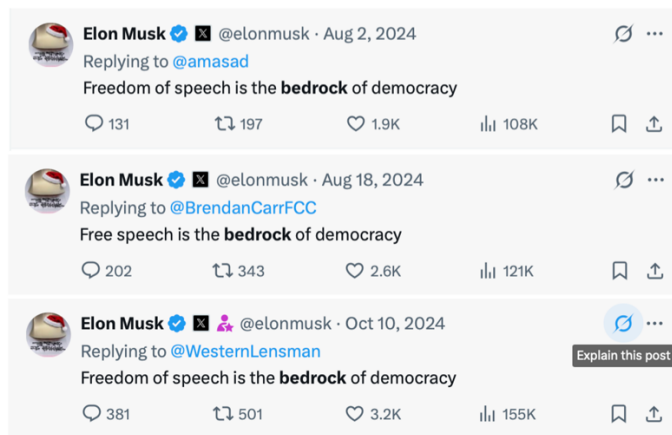 Elon Musk @elonmusk · Aug 2, 2024
Replying to @amasad
Freedom of speech is the bedrock of democracy
131 197 1.9K 108K
Elon Musk @elonmusk · Aug 18, 2024
Replying to @BrendanCarrFCC
Free speech is the bedrock of democracy
202 343 2.6K 121K
Elon Musk @elonmusk · Oct 10, 2024
Replying to @WesternLensman
Explain this post
Freedom of speech is the bedrock of democracy
381 501 3.2K 155K